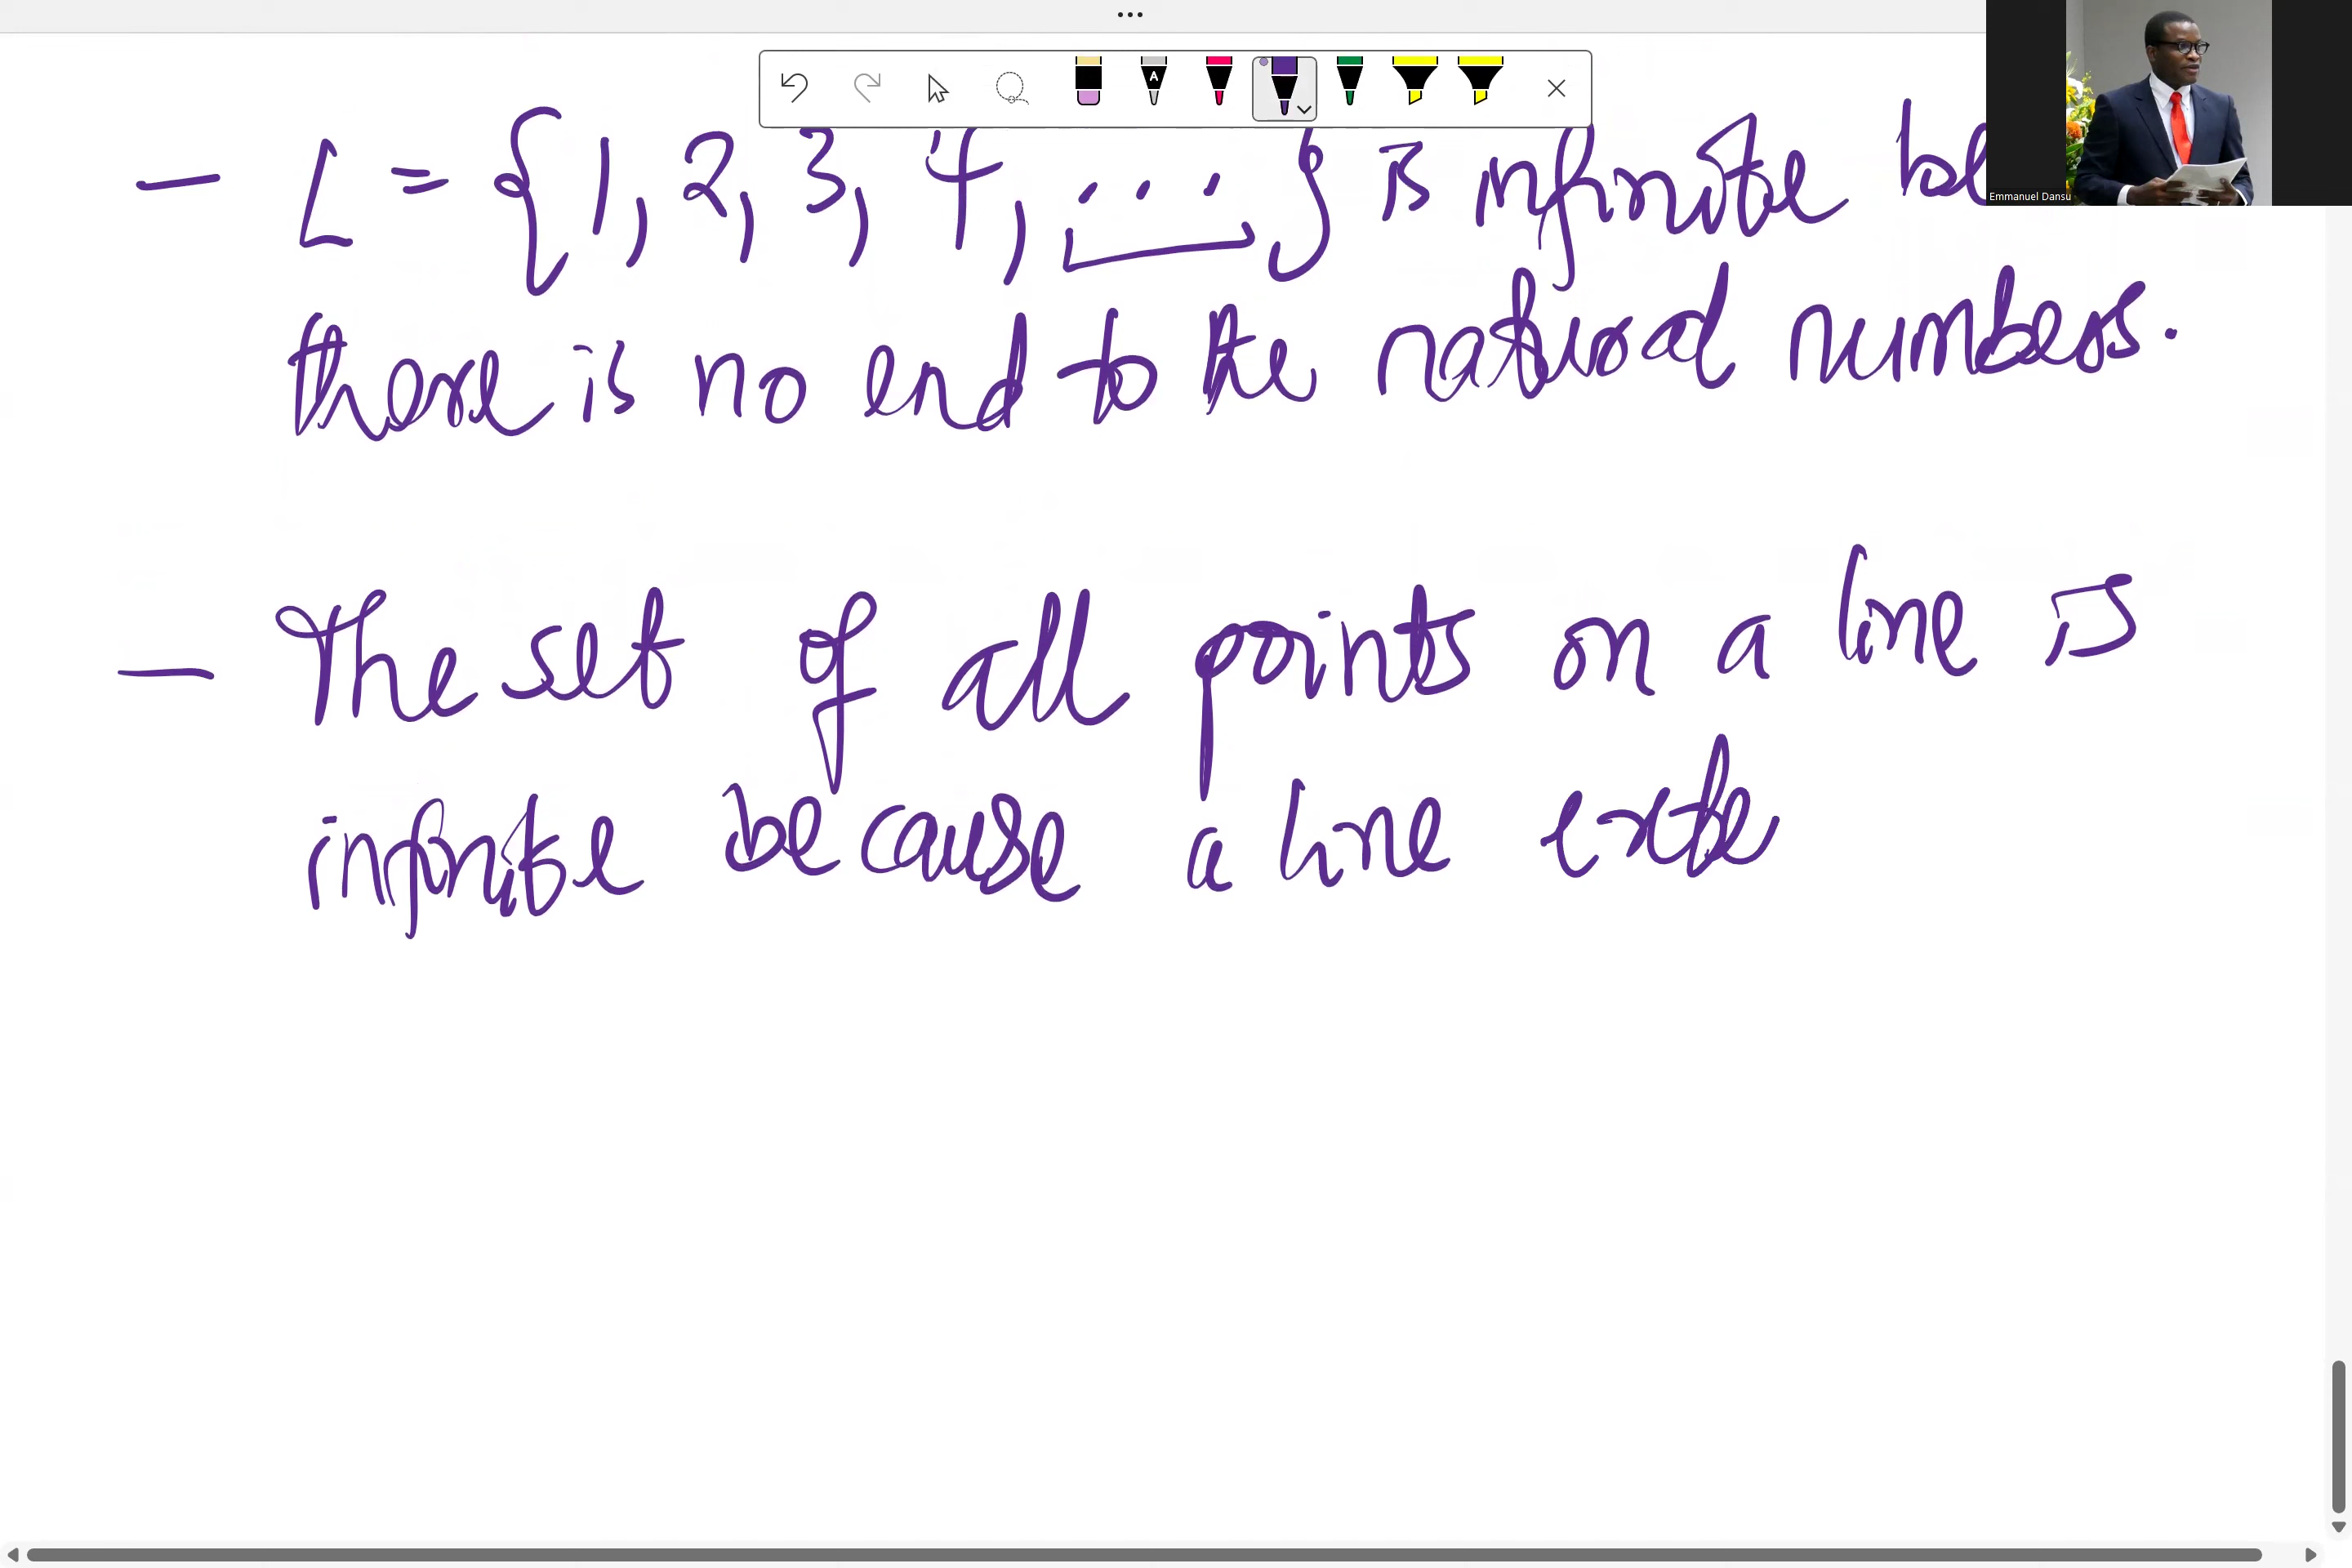 •••
A
Emmanuel Dansu
— L = {1, 2, 3, 4, ...} is infinite be
there is no end to the natural numbers.
— The set of all points on a line is
infinite because a line exte